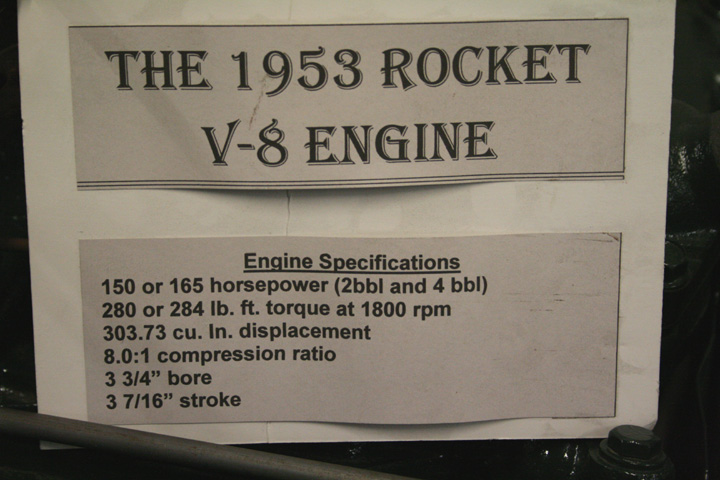 THE 1953 ROCKET
V-8 ENGINE
Engine Specifications
150 or 165 horsepower (2bbl and 4 bbl)
280 or 284 lb. ft. torque at 1800 rpm
303.73 cu. In. displacement
8.0:1 compression ratio
3 3/4” bore
3 7/16” stroke